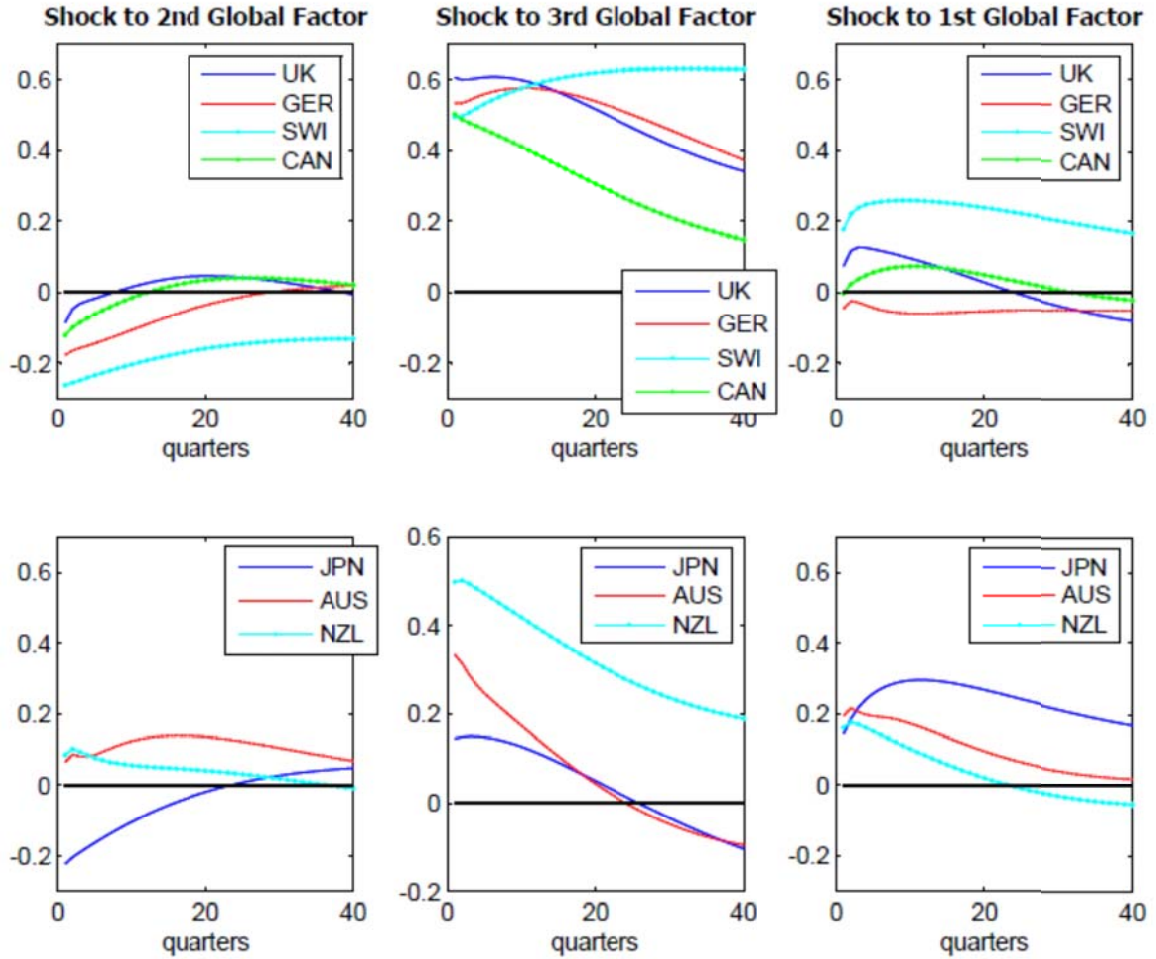 Shock to 2nd Global Factor
Shock to 3rd Global Factor
Shock to 1st Global Factor
0.6
0.4
0.2
0
-0.2
0
20
40
quarters
UK
GER
SWI
CAN
0.6
0.4
0.2
0
-0.2
0
20
40
quarters
UK
GER
SWI
CAN
0.6
0.4
0.2
0
-0.2
0
20
40
quarters
UK
GER
SWI
CAN
0.6
0.4
0.2
0
-0.2
0
20
40
quarters
JPN
AUS
NZL
0.6
0.4
0.2
0
-0.2
0
20
40
quarters
JPN
AUS
NZL
0.6
0.4
0.2
0
-0.2
0
20
40
quarters
JPN
AUS
NZL